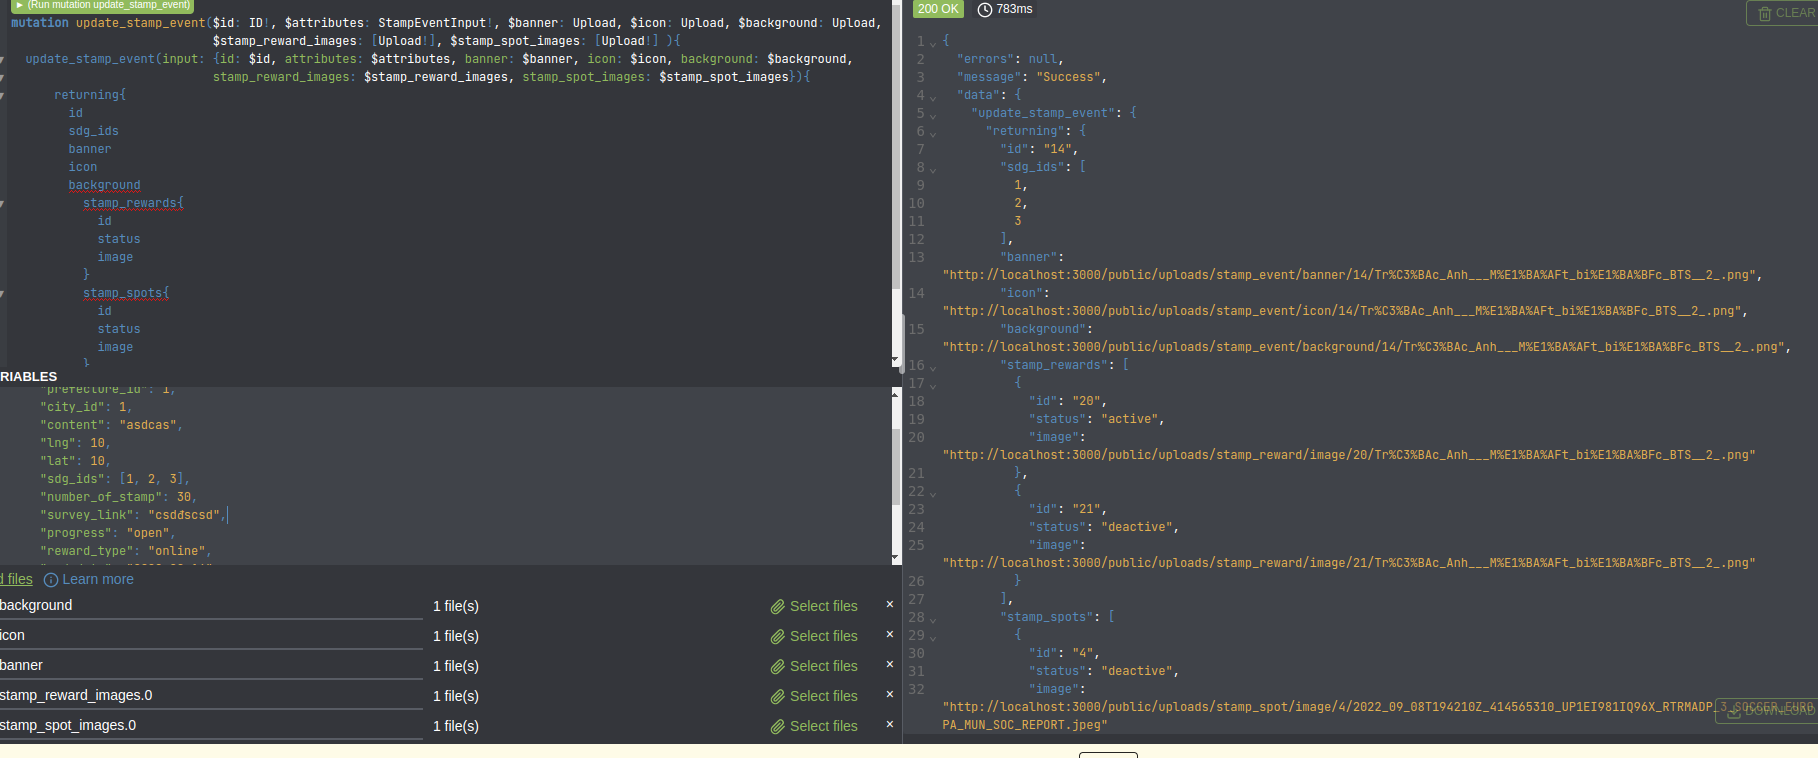 ► (Run mutation update_stamp_event)
mutation update_stamp_event($id: ID!, $attributes: StampEventInput!, $banner: Upload, $icon: Upload, $background: Upload,
$stamp_reward_images: [Upload!], $stamp_spot_images: [Upload!] ){
update_stamp_event(input: {id: $id, attributes: $attributes, banner: $banner, icon: $icon, background: $background,
stamp_reward_images: $stamp_reward_images, stamp_spot_images: $stamp_spot_images}){
returning{
id
sdg_ids
banner
icon
background
stamp_rewards{
id
status
image
}
stamp_spots{
id
status
image
}
RIABLES
"prefecture_id": 1,
"city_id": 1,
"content": "asdcas",
"lng": 10,
"lat": 10,
"sdg_ids": [1, 2, 3],
"number_of_stamp": 30,
"survey_link": "csdđscsd",
"progress": "open",
"reward_type": "online",
d files Learn more
background 1 file(s) Select files ×
icon 1 file(s) Select files ×
banner 1 file(s) Select files ×
stamp_reward_images.0 1 file(s) Select files ×
stamp_spot_images.0 1 file(s) Select files ×
200 OK 783ms CLEAR
1 {
2 "errors": null,
3 "message": "Success",
4 "data": {
5 "update_stamp_event": {
6 "returning": {
7 "id": "14",
8 "sdg_ids": [
9 1,
10 2,
11 3
12 ],
13 "banner":
"http://localhost:3000/public/uploads/stamp_event/banner/14/Tr%C3%BAc_Anh___M%E1%BA%AFt_bi%E1%BA%BFc_BTS__2_.png",
14 "icon":
"http://localhost:3000/public/uploads/stamp_event/icon/14/Tr%C3%BAc_Anh___M%E1%BA%AFt_bi%E1%BA%BFc_BTS__2_.png",
15 "background":
"http://localhost:3000/public/uploads/stamp_event/background/14/Tr%C3%BAc_Anh___M%E1%BA%AFt_bi%E1%BA%BFc_BTS__2_.png",
16 "stamp_rewards": [
17 {
18 "id": "20",
19 "status": "active",
20 "image":
"http://localhost:3000/public/uploads/stamp_reward/image/20/Tr%C3%BAc_Anh___M%E1%BA%AFt_bi%E1%BA%BFc_BTS__2_.png"
21 },
22 {
23 "id": "21",
24 "status": "deactive",
25 "image":
"http://localhost:3000/public/uploads/stamp_reward/image/21/Tr%C3%BAc_Anh___M%E1%BA%AFt_bi%E1%BA%BFc_BTS__2_.png"
26 }
27 ],
28 "stamp_spots": [
29 {
30 "id": "4",
31 "status": "deactive",
32 "image":
"http://localhost:3000/public/uploads/stamp_spot/image/4/2022_09_08T194210Z_414565310_UP1EI981IQ96X_RTRMADP_3_SOCCER_EURO
PA_MUN_SOC_REPORT.jpeg"
DOWNLOAD